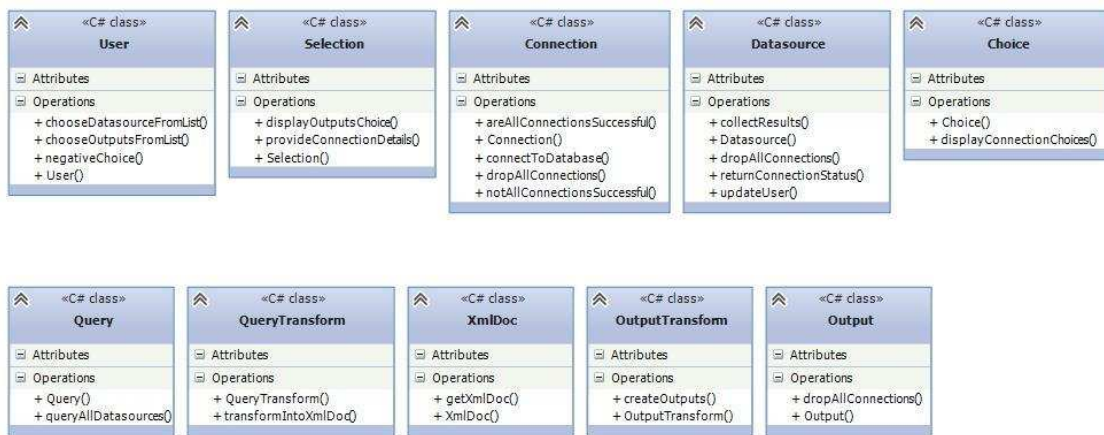 «C# class»
User
Attributes
Operations
+ chooseDatasourceFromList()
+ chooseOutputsFromList()
+ negativeChoice()
+ User()
«C# class»
Selection
Attributes
Operations
+ displayOutputsChoice()
+ provideConnectionDetails()
+ Selection()
«C# class»
Connection
Attributes
Operations
+ areAllConnectionsSuccessful()
+ Connection()
+ connectToDatabase()
+ dropAllConnections()
+ notAllConnectionsSuccessful()
«C# class»
Datasource
Attributes
Operations
+ collectResults()
+ Datasource()
+ dropAllConnections()
+ returnConnectionStatus()
+ updateUser()
«C# class»
Choice
Attributes
Operations
+ Choice()
+ displayConnectionChoices()
«C# class»
Query
Attributes
Operations
+ Query()
+ queryAllDatasources()
«C# class»
QueryTransform
Attributes
Operations
+ QueryTransform()
+ transformIntoXmlDoc()
«C# class»
XmlDoc
Attributes
Operations
+ getXmlDoc()
+ XmlDoc()
«C# class»
OutputTransform
Attributes
Operations
+ createOutputs()
+ OutputTransform()
«C# class»
Output
Attributes
Operations
+ dropAllConnections()
+ Output()